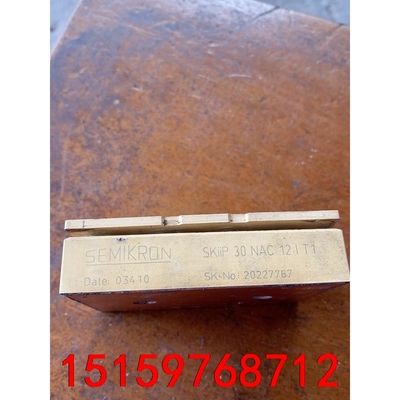 SEMIKRON SKiiP 30 NAC 12 I T1
Date: 03410 SK-No. 20227767
15159768712